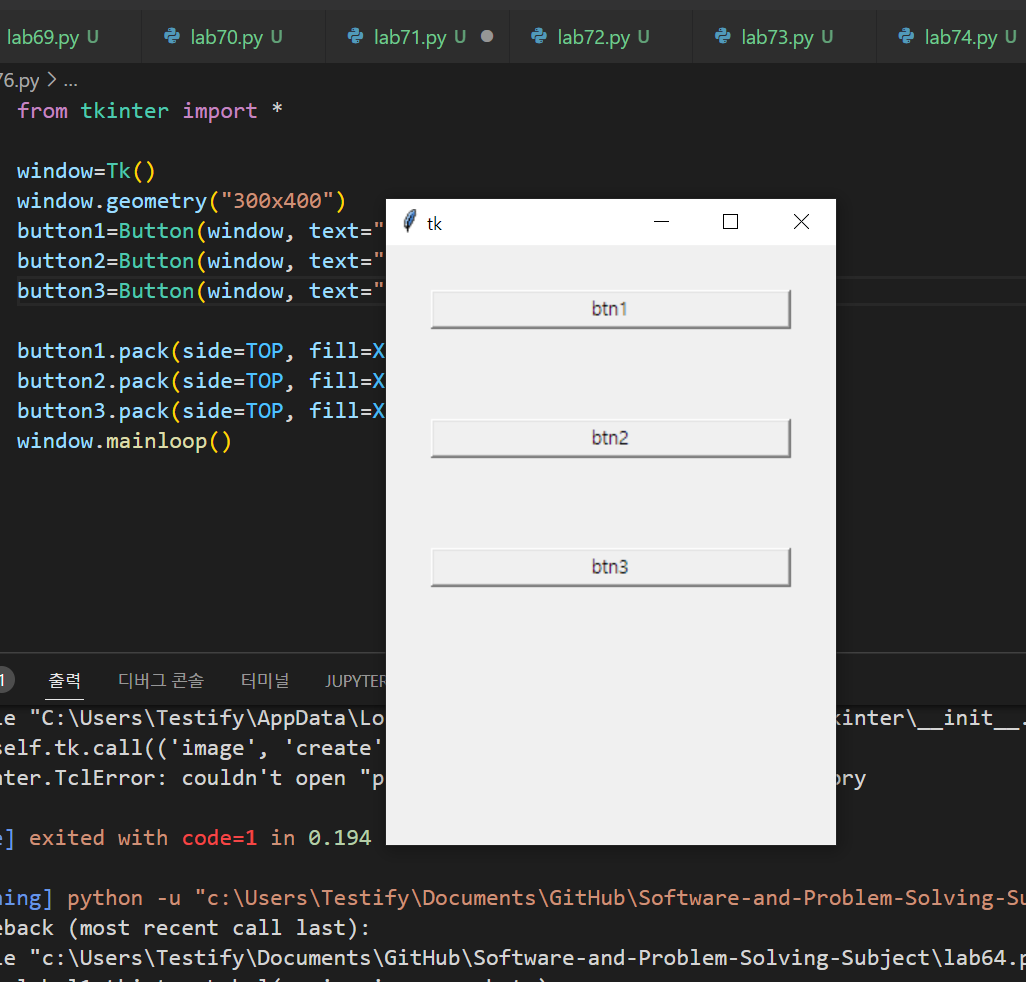 lab69.py U lab70.py U lab71.py U lab72.py U lab73.py U lab74.py U
76.py > ...
from tkinter import *
window=Tk()
window.geometry("300x400")
button1=Button(window, text="
button2=Button(window, text="
button3=Button(window, text="
button1.pack(side=TOP, fill=X
button2.pack(side=TOP, fill=X
button3.pack(side=TOP, fill=X
window.mainloop()
tk
btn1
btn2
btn3
1 출력 디버그 콘솔 터미널 JUPYTER
le "C:\Users\Testify\AppData\Lo kinter\__init__.
self.tk.call(('image', 'create'
nter.TclError: couldn't open "p ory
e] exited with code=1 in 0.194
ning] python -u "c:\Users\Testify\Documents\GitHub\Software-and-Problem-Solving-Su
eback (most recent call last):
le "c:\Users\Testify\Documents\GitHub\Software-and-Problem-Solving-Subject\lab64.p